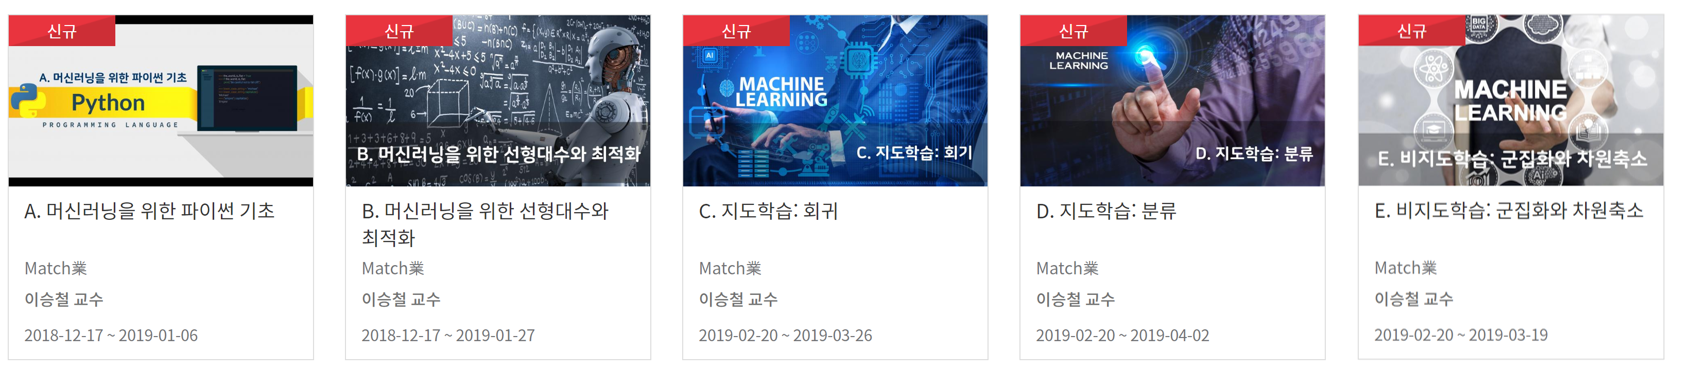 신규
A. 머신러닝을 위한 파이썬 기초
Python
PROGRAMMING LANGUAGE
A. 머신러닝을 위한 파이썬 기초
Match業
이승철 교수
2018-12-17 ~ 2019-01-06
신규
B. 머신러닝을 위한 선형대수와 최적화
B. 머신러닝을 위한 선형대수와
최적화
Match業
이승철 교수
2018-12-17 ~ 2019-01-27
신규
AI
MACHINE
LEARNING
C. 지도학습: 회기
C. 지도학습: 회귀
Match業
이승철 교수
2019-02-20 ~ 2019-03-26
신규
MACHINE
LEARNING
D. 지도학습: 분류
D. 지도학습: 분류
Match業
이승철 교수
2019-02-20 ~ 2019-04-02
신규
BIG
DATA
MACHINE
LEARNING
E. 비지도학습: 군집화와 차원축소
Ai
E. 비지도학습: 군집화와 차원축소
Match業
이승철 교수
2019-02-20 ~ 2019-03-19